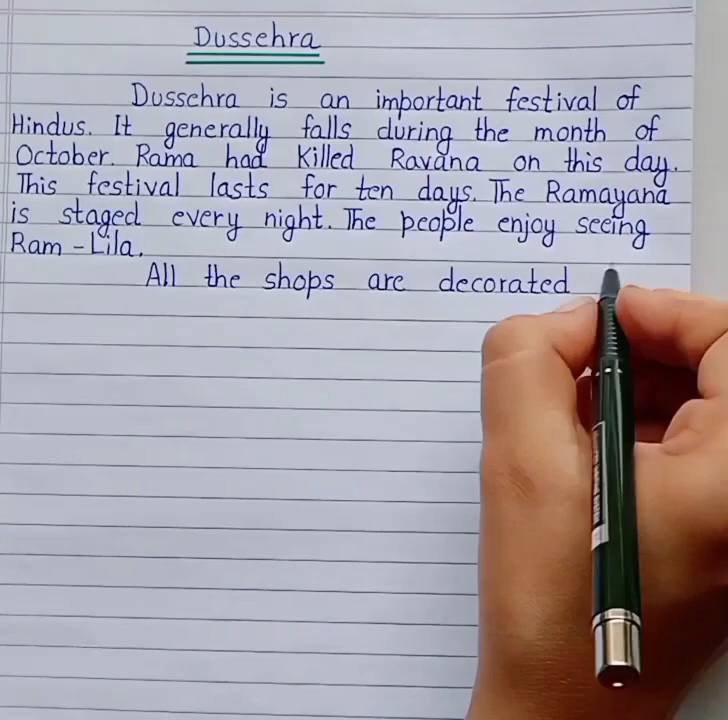 Dussehra
Dussehra is an important festival of
Hindus. It generally falls during the month of
October. Rama had Killed Ravana on this day.
This festival lasts for ten days. The Ramayana
is staged every night. The people enjoy seeing
Ram-Lila.
All the shops are decorated